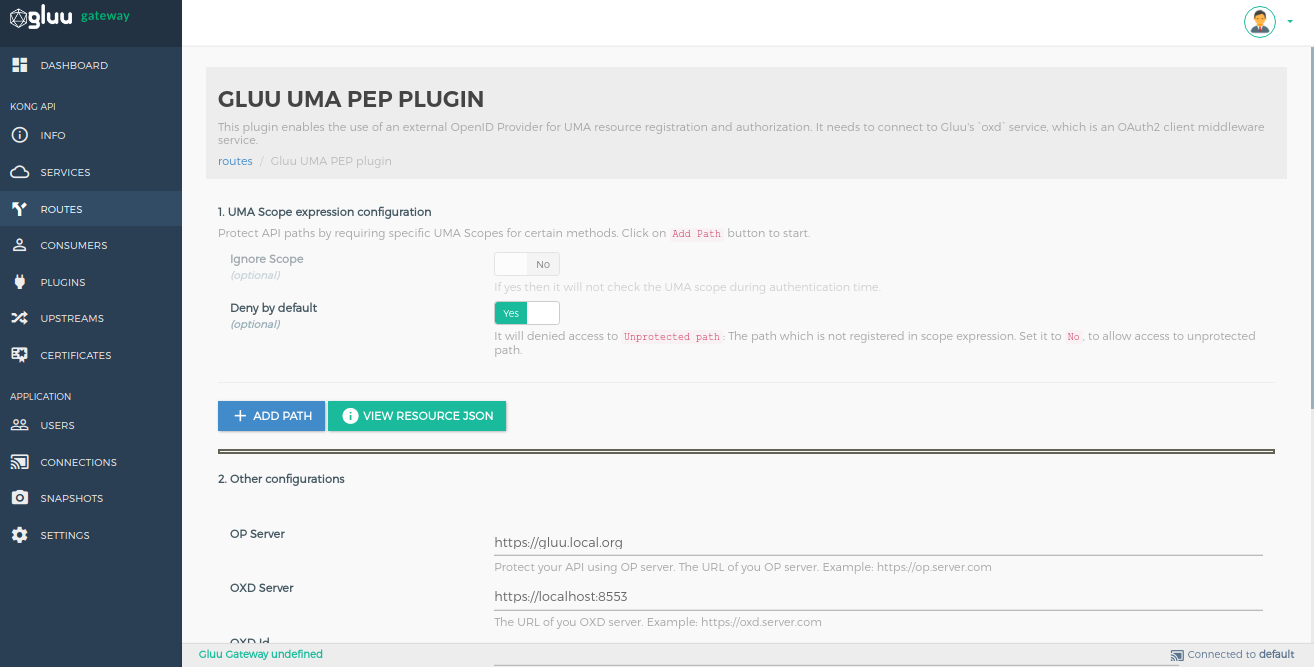 gluu gateway
DASHBOARD
KONG API
INFO
SERVICES
ROUTES
CONSUMERS
PLUGINS
UPSTREAMS
CERTIFICATES
APPLICATION
USERS
CONNECTIONS
SNAPSHOTS
SETTINGS
GLUU UMA PEP PLUGIN
This plugin enables the use of an external OpenID Provider for UMA resource registration and authorization. It needs to connect to Gluu's `oxd` service, which is an OAuth2 client middleware
service.
routes / Gluu UMA PEP plugin
1. UMA Scope expression configuration
Protect API paths by requiring specific UMA Scopes for certain methods. Click on Add Path button to start.
Ignore Scope
(optional)
No
If yes then it will not check the UMA scope during authentication time.
Deny by default
(optional)
Yes
It will denied access to Unprotected path: The path which is not registered in scope expression. Set it to No, to allow access to unprotected
path.
ADD PATH
VIEW RESOURCE JSON
2. Other configurations
OP Server
https://gluu.local.org
Protect your API using OP server. The URL of you OP server. Example: https://op.server.com
OXD Server
https://localhost:8553
The URL of you OXD server. Example: https://oxd.server.com
OXD Id
Gluu Gateway undefined
Connected to default